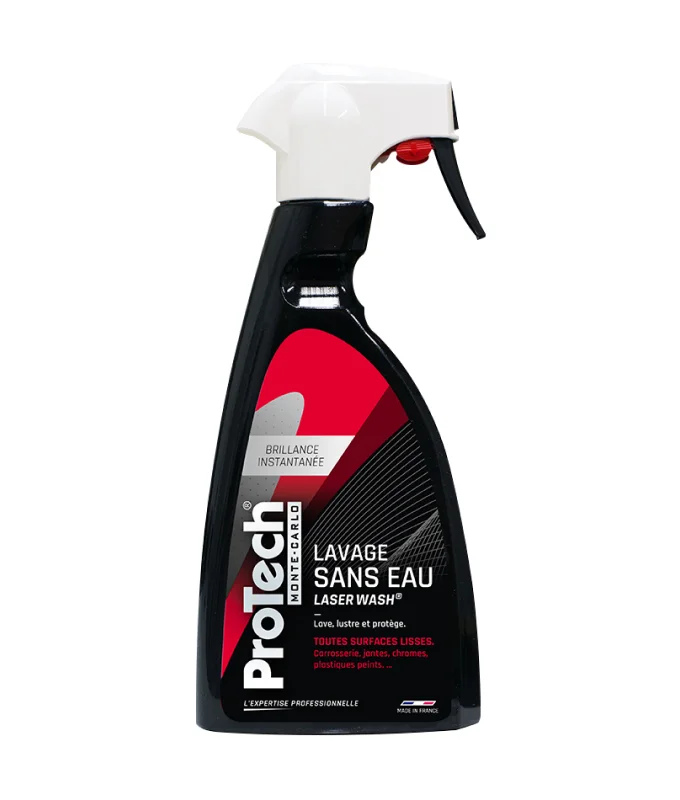 BRILLANCE
INSTANTANÉE
ProTech®
MONTE-CARLO
LAVAGE
SANS EAU
LASER WASH®
Lave, lustre et protège.
TOUTES SURFACES LISSES.
Carrosserie, jantes, chromes,
plastiques peints, ...
L'EXPERTISE PROFESSIONNELLE
MADE IN FRANCE